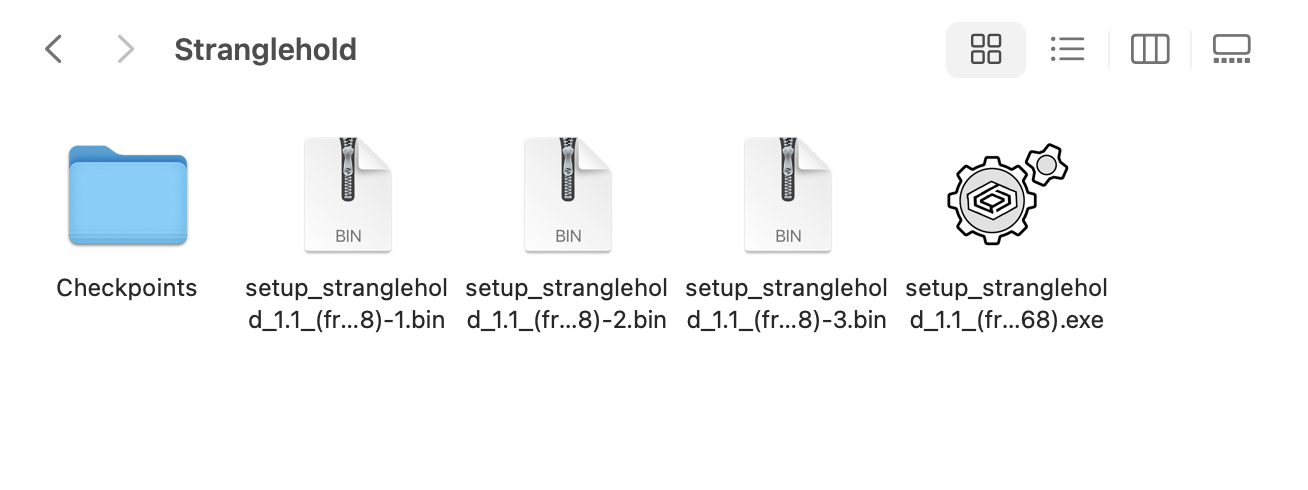 Stranglehold
BIN
BIN
BIN
Checkpoints
setup_stranglehol
d_1.1_(fr...8)-1.bin
setup_stranglehol
d_1.1_(fr...8)-2.bin
setup_stranglehol
d_1.1_(fr...8)-3.bin
setup_stranglehol
d_1.1_(fr...68).exe